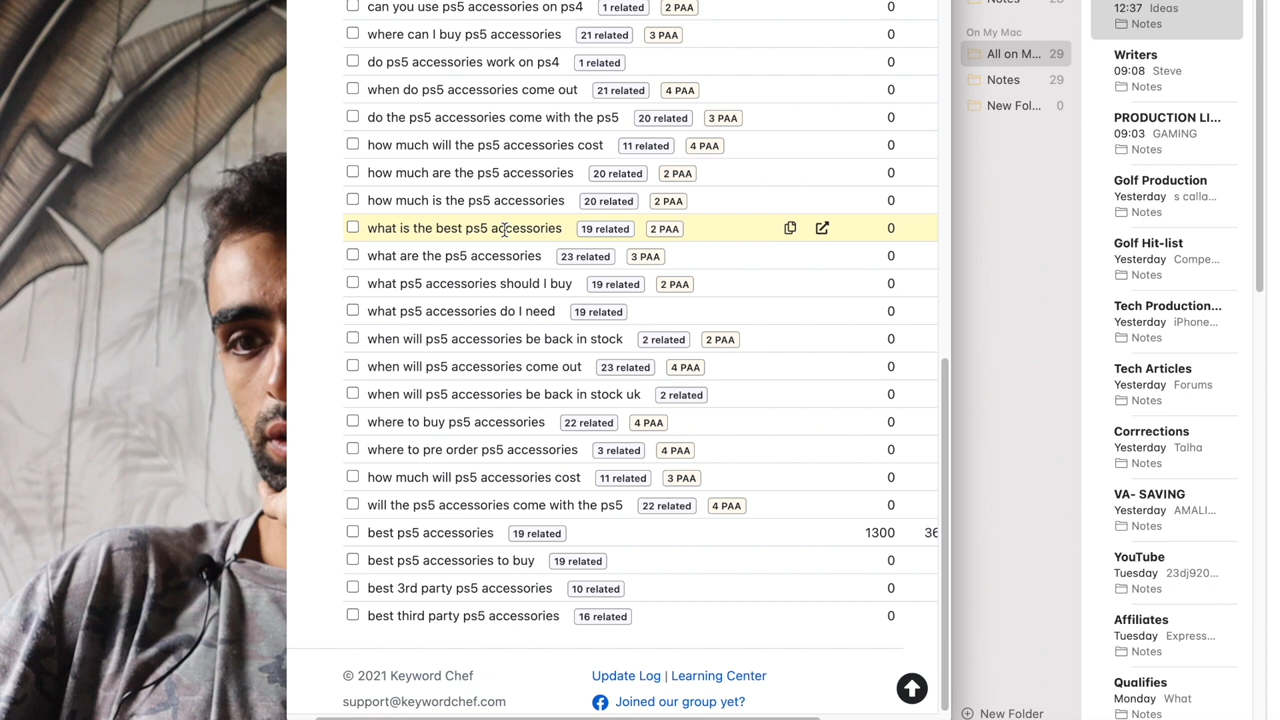 can you use ps5 accessories on ps4 1 related 2 PAA 0
where can I buy ps5 accessories 21 related 3 PAA 0
do ps5 accessories work on ps4 1 related 0
when do ps5 accessories come out 21 related 4 PAA 0
do the ps5 accessories come with the ps5 20 related 3 PAA 0
how much will the ps5 accessories cost 11 related 4 PAA 0
how much are the ps5 accessories 20 related 2 PAA 0
how much is the ps5 accessories 20 related 2 PAA 0
what is the best ps5 accessories 19 related 2 PAA 0
what are the ps5 accessories 23 related 3 PAA 0
what ps5 accessories should I buy 19 related 2 PAA 0
what ps5 accessories do I need 19 related 0
when will ps5 accessories be back in stock 2 related 2 PAA 0
when will ps5 accessories come out 23 related 4 PAA 0
when will ps5 accessories be back in stock uk 2 related 0
where to buy ps5 accessories 22 related 4 PAA 0
where to pre order ps5 accessories 3 related 4 PAA 0
how much will ps5 accessories cost 11 related 3 PAA 0
will the ps5 accessories come with the ps5 22 related 4 PAA 0
best ps5 accessories 19 related 1300 36
best ps5 accessories to buy 19 related 0
best 3rd party ps5 accessories 10 related 0
best third party ps5 accessories 16 related 0
© 2021 Keyword Chef
Update Log | Learning Center
support@keywordchef.com
Joined our group yet?
On My Mac
All on M... 29
Notes 29
New Fol... 0
New Folder
12:37 Ideas
Notes
Writers
09:08 Steve
Notes
PRODUCTION LI...
09:03 GAMING
Notes
Golf Production
Yesterday s calla...
Notes
Golf Hit-list
Yesterday Compe...
Notes
Tech Production...
Yesterday iPhone...
Notes
Tech Articles
Yesterday Forums
Notes
Corrrections
Yesterday Talha
Notes
VA- SAVING
Yesterday AMALI...
Notes
YouTube
Tuesday 23dj920...
Notes
Affiliates
Tuesday Express...
Notes
Qualifies
Monday What
Notes